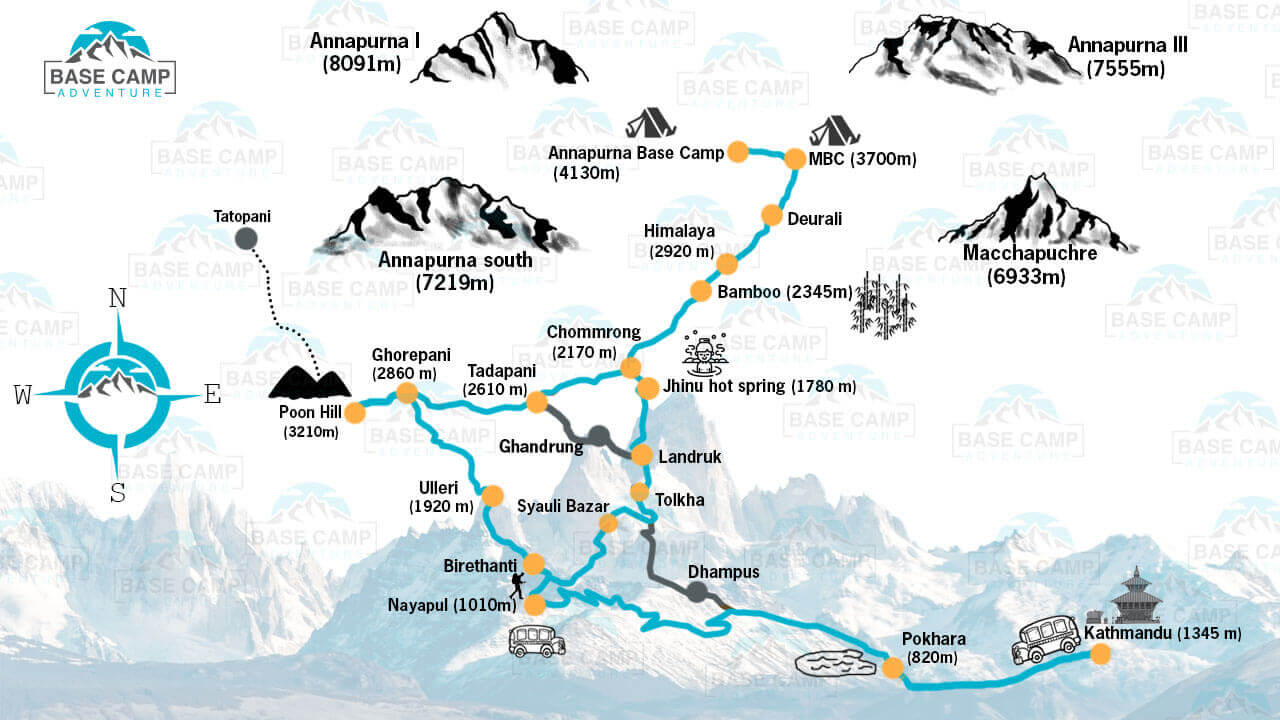 BASE CAMP
ADVENTURE
Annapurna I
(8091m)
Annapurna III
(7555m)
Annapurna Base Camp
(4130m)
MBC (3700m)
Tatopani
Annapurna south
(7219m)
Deurali
Himalaya
(2920 m)
Macchapuchre
(6933m)
Bamboo (2345m)
N
W
E
S
Chommrong
(2170 m)
Ghorepani
(2860 m)
Tadapani
(2610 m)
Jhinu hot spring (1780 m)
Poon Hill
(3210m)
Ghandrung
Landruk
Ulleri
(1920 m)
Syauli Bazar
Tolkha
Birethanti
Dhampus
Nayapul (1010m)
Pokhara
(820m)
Kathmandu (1345 m)